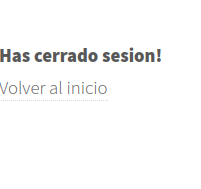 Has cerrado sesion!
Volver al inicio